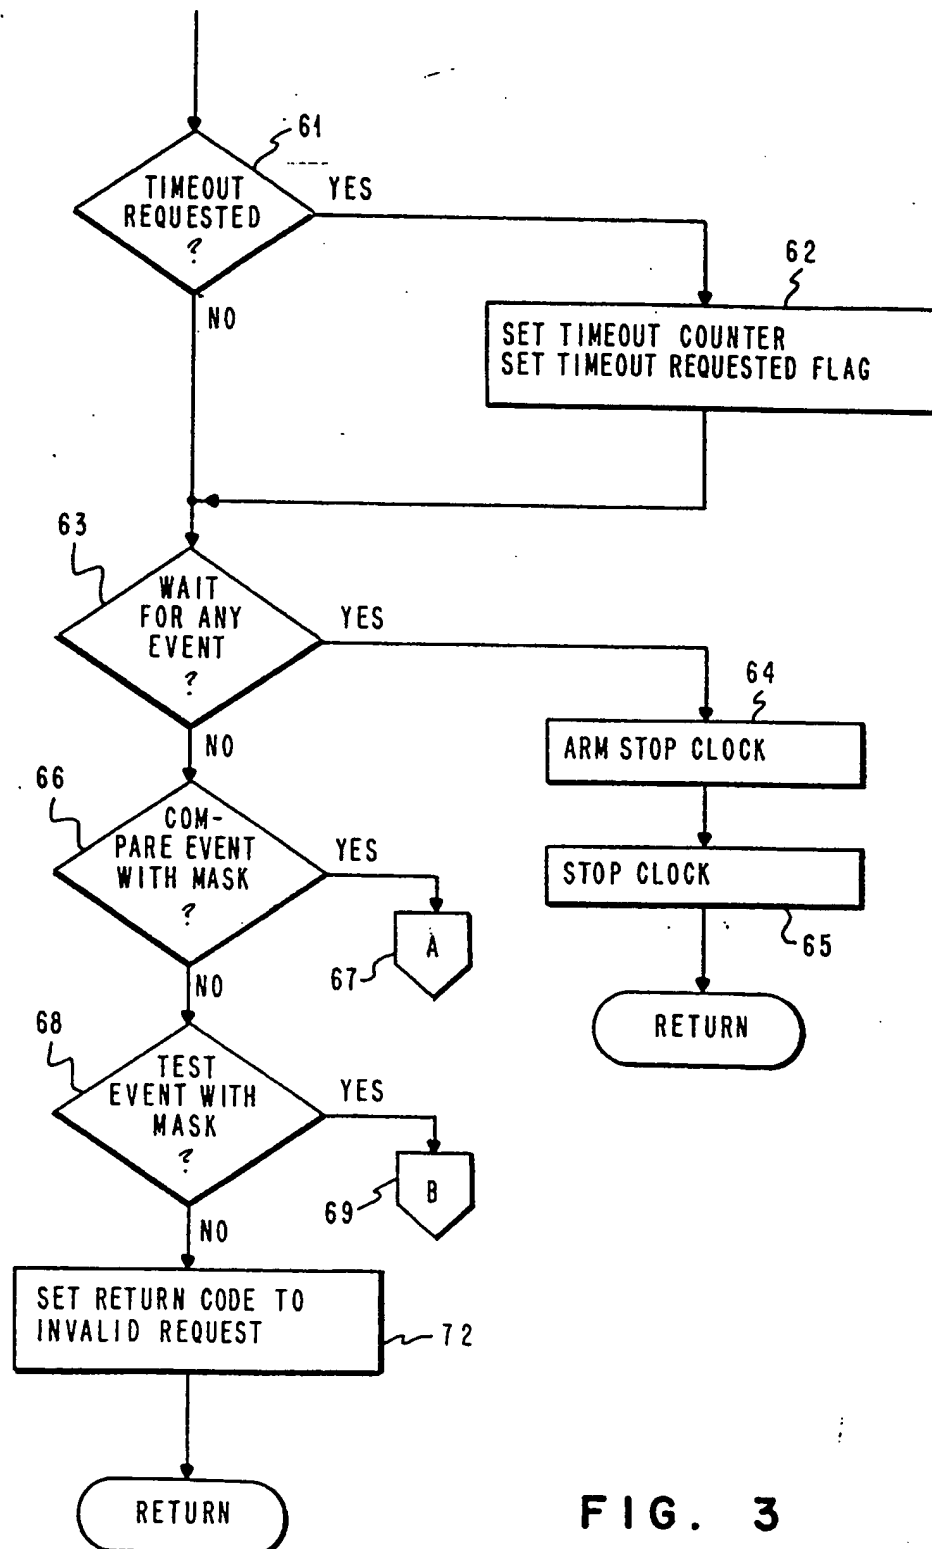 61
TIMEOUT
REQUESTED
?
YES
NO
62
SET TIMEOUT COUNTER
SET TIMEOUT REQUESTED FLAG
63
WAIT
FOR ANY
EVENT
?
YES
NO
64
ARM STOP CLOCK
STOP CLOCK
65
RETURN
66
COM-
PARE EVENT
WITH MASK
?
YES
NO
A
67
68
TEST
EVENT WITH
MASK
?
YES
NO
B
69
SET RETURN CODE TO
INVALID REQUEST
72
RETURN
FIG. 3